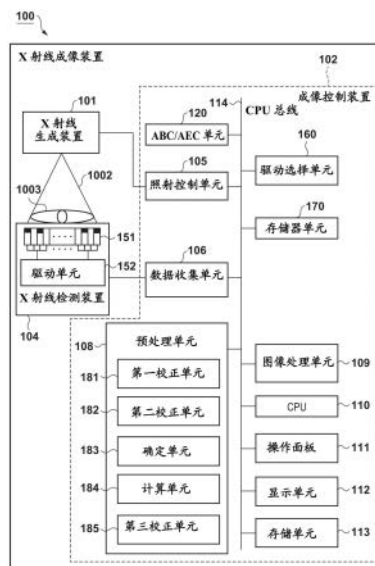 100
X 射线成像装置
102
成像控制装置
101
X 射线
生成装置
114
CPU 总线
120
ABC/AEC 单元
160
驱动选择单元
105
照射控制单元
1002
1003
170
存储器单元
151
106
数据收集单元
驱动单元
152
X 射线检测装置
104
108
预处理单元
181
第一校正单元
182
第二校正单元
183
确定单元
184
计算单元
185
第三校正单元
图像处理单元
109
CPU
110
操作面板
111
显示单元
112
存储单元
113